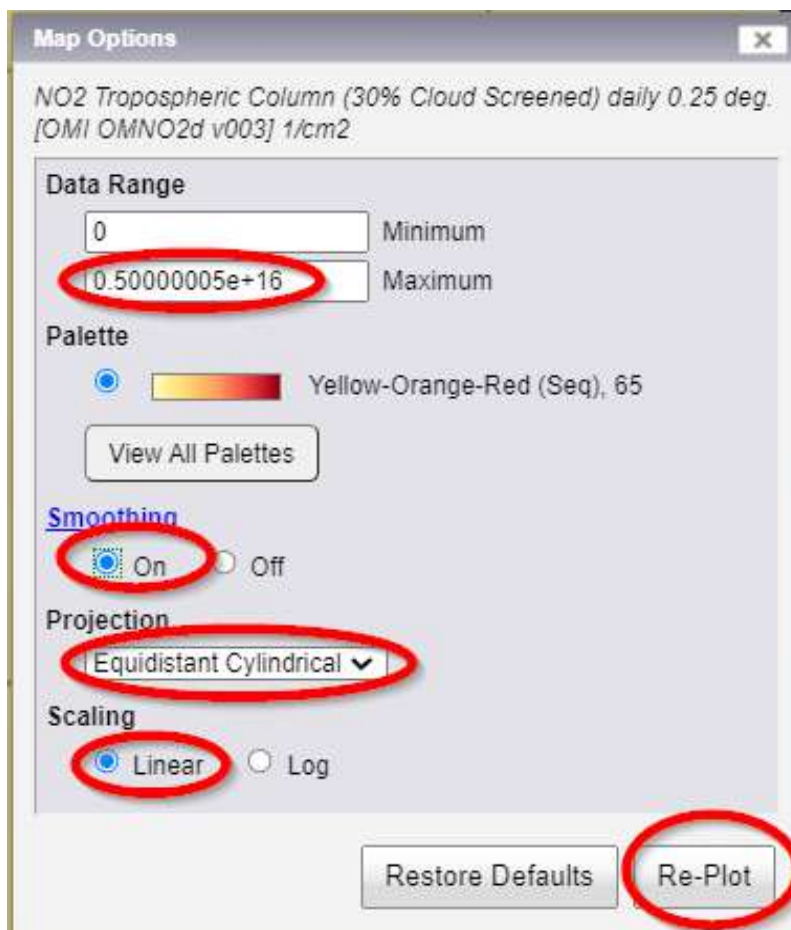 Map Options
NO2 Tropospheric Column (30% Cloud Screened) daily 0.25 deg.
[OMI OMNO2d v003] 1/cm2
Data Range
0 Minimum
0.50000005e+16 Maximum
Palette
Yellow-Orange-Red (Seq), 65
View All Palettes
Smoothing
On Off
Projection
Equidistant Cylindrical
Scaling
Linear Log
Restore Defaults Re-Plot